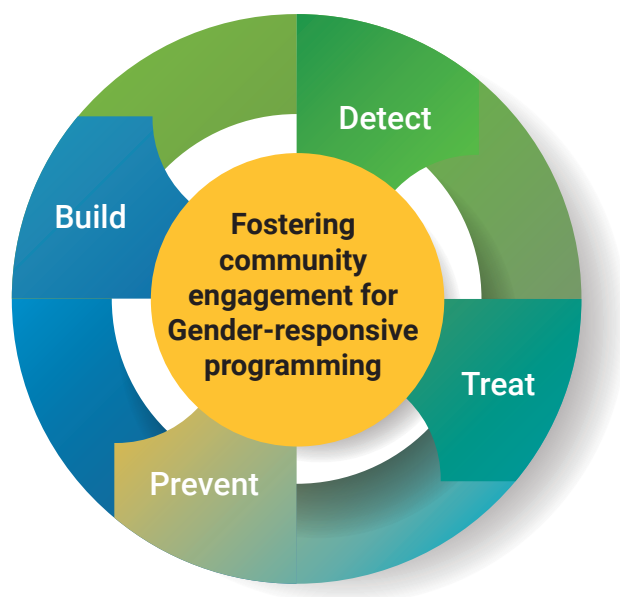 Detect
Build
Fostering
community
engagement for
Gender-responsive
programming
Treat
Prevent